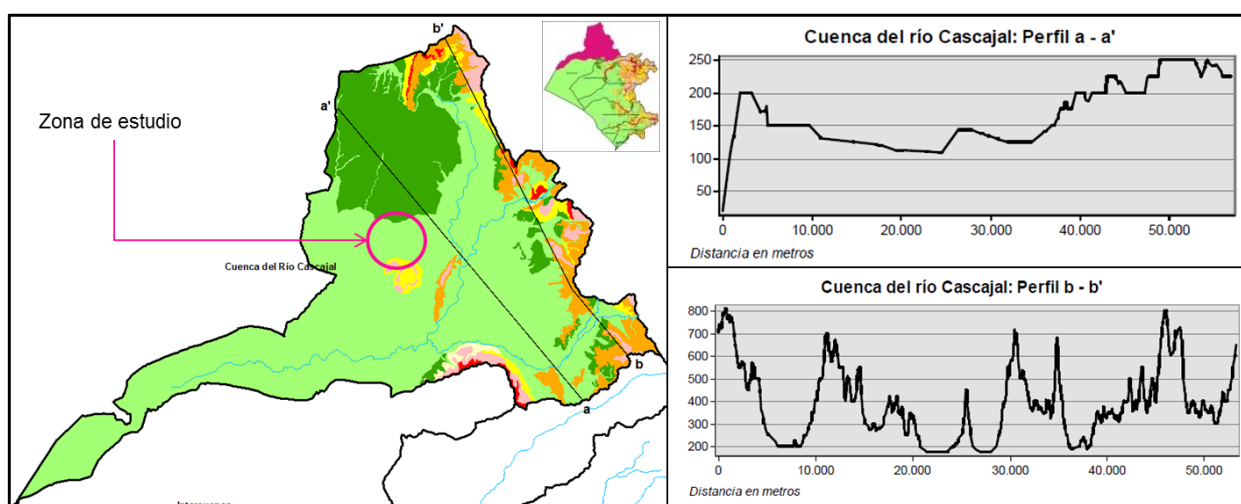 b'
a'
Zona de estudio
Cuenca del Río Cascajal
b
a
Cuenca del río Cascajal: Perfil a - a'
250
200
150
100
50
0 10.000 20.000 30.000 40.000 50.000
Distancia en metros
Cuenca del río Cascajal: Perfil b - b'
800
700
600
500
400
300
200
0 10.000 20.000 30.000 40.000 50.000
Distancia en metros